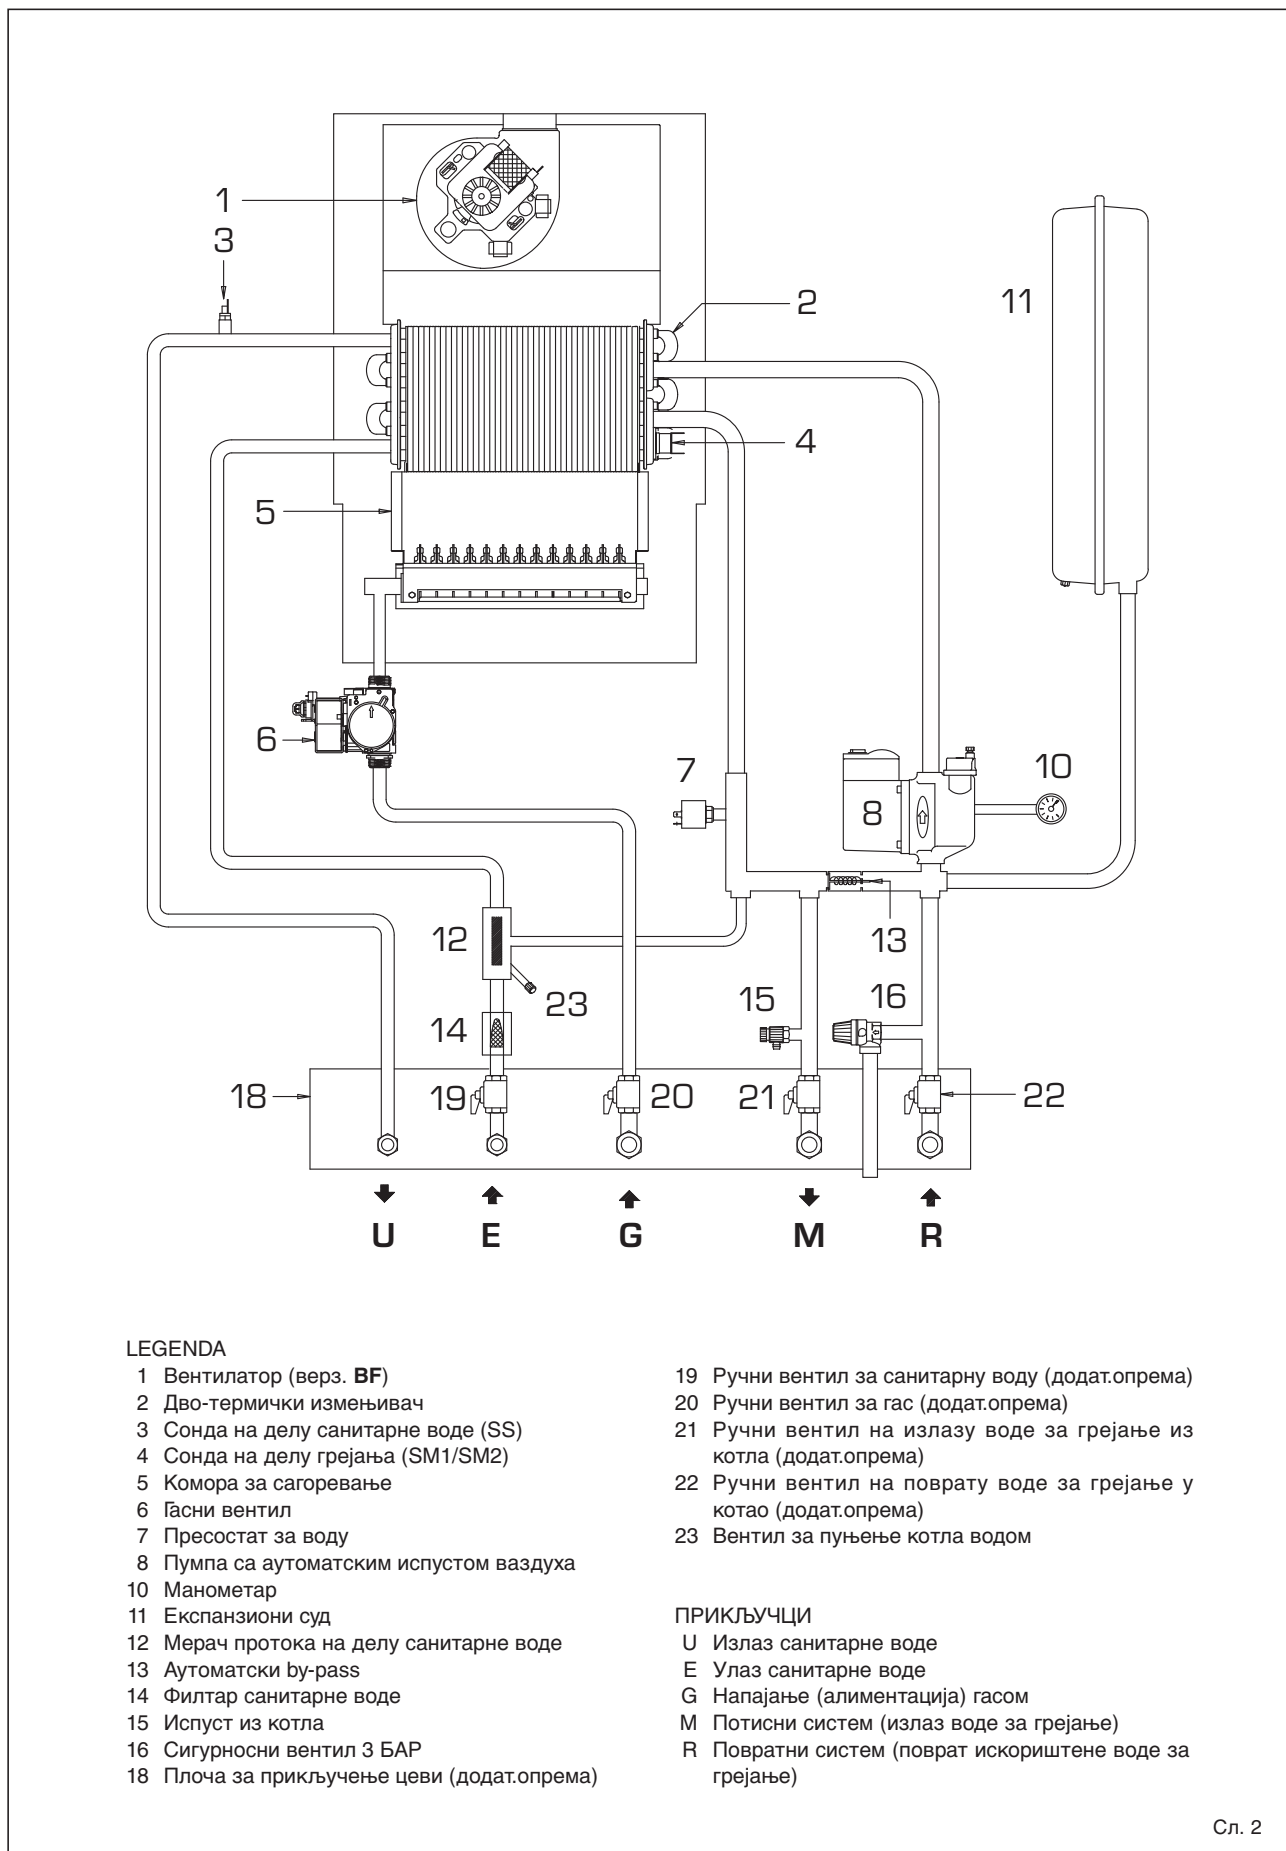 1
3
2
11
4
5
6
7
8
10
12
13
23
15
16
14
18
19
20
21
22
U E G M R
LEGENDA
1 Вентилатор (верз. BF)
2 Дво-термички измењивач
3 Сонда на делу санитарне воде (SS)
4 Сонда на делу грејања (SM1/SM2)
5 Комора за сагоревање
6 Гасни вентил
7 Пресостат за воду
8 Пумпа са аутоматским испустом ваздуха
10 Манометар
11 Експанзиони суд
12 Мерач протока на делу санитарне воде
13 Аутоматски by-pass
14 Филтар санитарне воде
15 Испуст из котла
16 Сигурносни вентил 3 БАР
18 Плоча за прикључење цеви (додат.опрема)
19 Ручни вентил за санитарну воду (додат.опрема)
20 Ручни вентил за гас (додат.опрема)
21 Ручни вентил на излазу воде за грејање из
котла (додат.опрема)
22 Ручни вентил на поврату воде за грејање у
котао (додат.опрема)
23 Вентил за пуњење котла водом
ПРИКЉУЧЦИ
U Излаз санитарне воде
E Улаз санитарне воде
G Напајање (алиментација) гасом
M Потисни систем (излаз воде за грејање)
R Повратни систем (поврат искориштене воде за
грејање)
Сл. 2